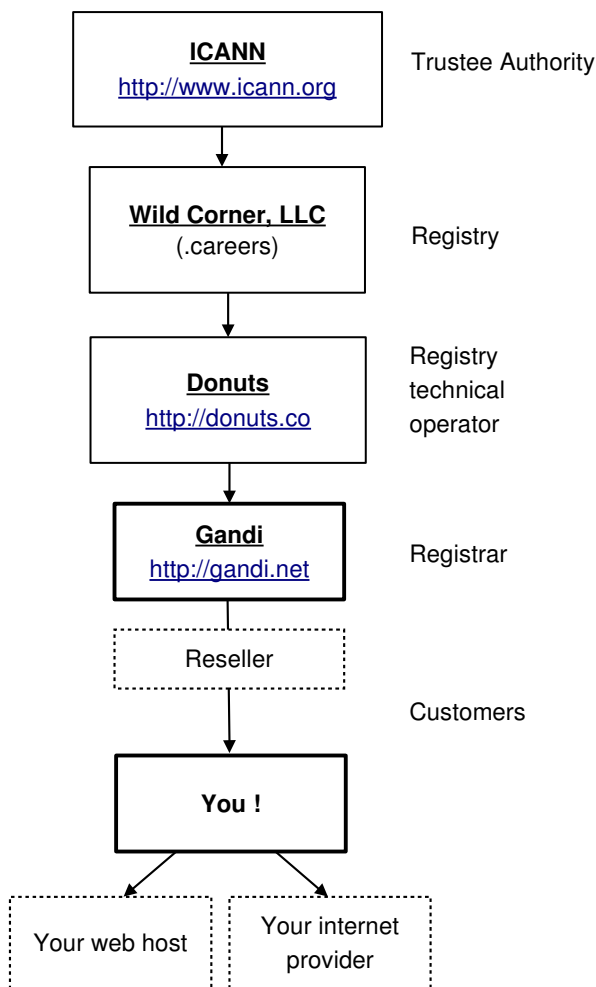 ICANN
http://www.icann.org
Trustee Authority
Wild Corner, LLC
(.careers)
Registry
Donuts
http://donuts.co
Registry
technical
operator
Gandi
http://gandi.net
Registrar
Reseller
Customers
You !
Your web host
Your internet
provider